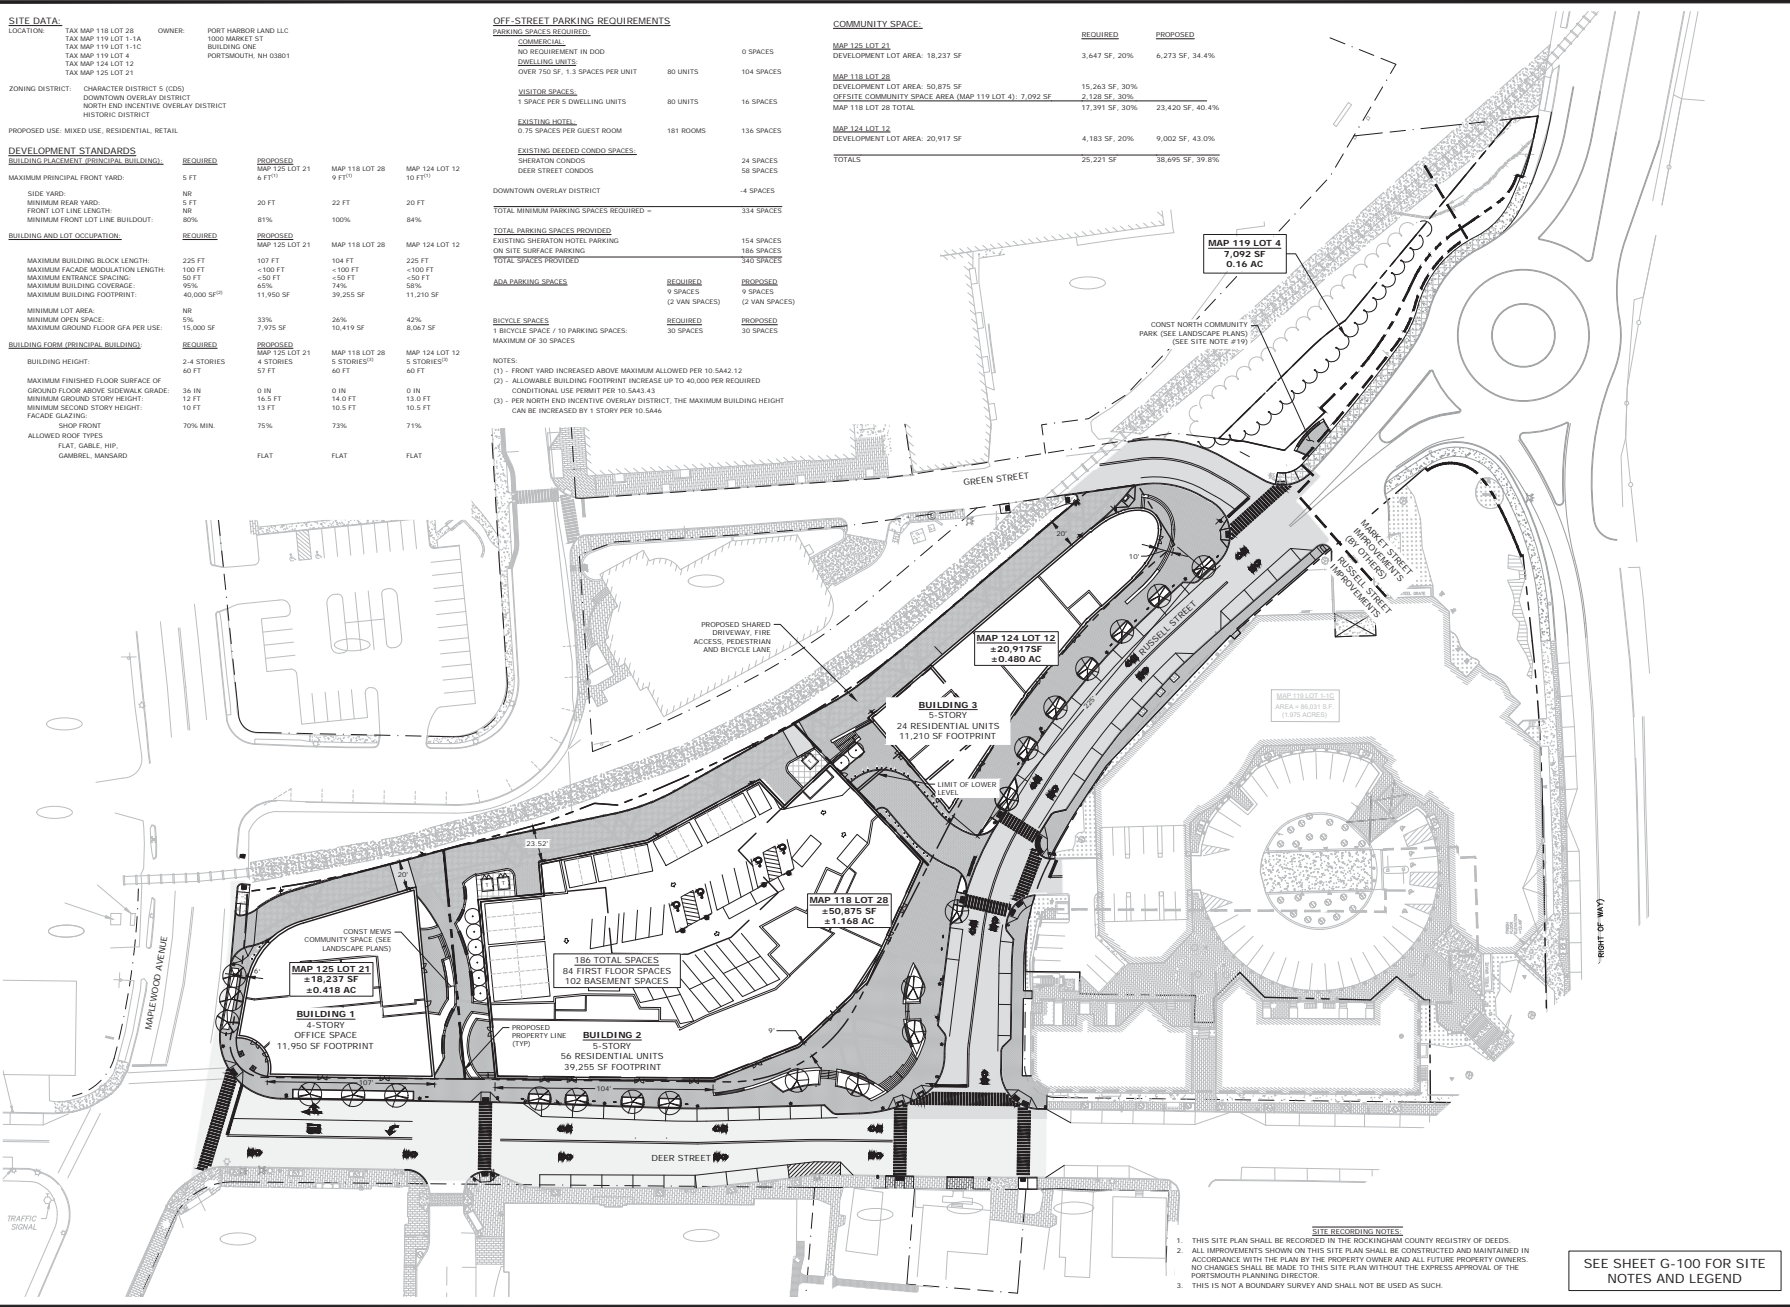 SITE DATA:
LOCATION: TAX MAP 118 LOT 28 OWNER: PORT HARBOR LAND LLC
TAX MAP 119 LOT 1-1A 1000 MARKET ST
TAX MAP 119 LOT 1-1C BUILDING ONE
TAX MAP 119 LOT 4 PORTSMOUTH, NH 03801
TAX MAP 124 LOT 12
TAX MAP 125 LOT 21
ZONING DISTRICT: CHARACTER DISTRICT 5 (CD5)
DOWNTOWN OVERLAY DISTRICT
NORTH END INCENTIVE OVERLAY DISTRICT
HISTORIC DISTRICT
PROPOSED USE: MIXED USE, RESIDENTIAL, RETAIL
DEVELOPMENT STANDARDS
BUILDING PLACEMENT (PRINCIPAL BUILDING): REQUIRED PROPOSED
MAP 125 LOT 21 MAP 118 LOT 28 MAP 124 LOT 12
MAXIMUM PRINCIPAL FRONT YARD: 5 FT 6 FT(1) 9 FT(1) 10 FT(1)
SIDE YARD: NR
MINIMUM REAR YARD: 5 FT 20 FT 22 FT 20 FT
FRONT LOT LINE LENGTH: NR
MINIMUM FRONT LOT LINE BUILDOUT: 80% 81% 100% 84%
BUILDING AND LOT OCCUPATION: REQUIRED PROPOSED
MAP 125 LOT 21 MAP 118 LOT 28 MAP 124 LOT 12
MAXIMUM BUILDING BLOCK LENGTH: 225 FT 107 FT 104 FT 225 FT
MAXIMUM FACADE MODULATION LENGTH: 100 FT <100 FT <100 FT <100 FT
MAXIMUM ENTRANCE SPACING: 50 FT <50 FT <50 FT <50 FT
MAXIMUM BUILDING COVERAGE: 95% 65% 74% 58%
MAXIMUM BUILDING FOOTPRINT: 40,000 SF(2) 11,950 SF 39,255 SF 11,210 SF
MINIMUM LOT AREA: NR
MINIMUM OPEN SPACE: 5% 33% 26% 42%
MAXIMUM GROUND FLOOR GFA PER USE: 15,000 SF 7,975 SF 10,419 SF 8,067 SF
BUILDING FORM (PRINCIPAL BUILDING): REQUIRED PROPOSED
MAP 125 LOT 21 MAP 118 LOT 28 MAP 124 LOT 12
BUILDING HEIGHT: 2-4 STORIES 4 STORIES 5 STORIES(3) 5 STORIES(3)
60 FT 57 FT 60 FT 60 FT
MAXIMUM FINISHED FLOOR SURFACE OF
GROUND FLOOR ABOVE SIDEWALK GRADE: 36 IN 0 IN 0 IN 0 IN
MINIMUM GROUND STORY HEIGHT: 12 FT 16.5 FT 14.0 FT 13.0 FT
MINIMUM SECOND STORY HEIGHT: 10 FT 13 FT 10.5 FT 10.5 FT
FACADE GLAZING:
SHOP FRONT 70% MIN. 75% 73% 71%
ALLOWED ROOF TYPES
FLAT, GABLE, HIP,
GAMBREL, MANSARD FLAT FLAT FLAT
OFF-STREET PARKING REQUIREMENTS
PARKING SPACES REQUIRED:
COMMERCIAL:
NO REQUIREMENT IN DOD 0 SPACES
DWELLING UNITS:
OVER 750 SF, 1.3 SPACES PER UNIT 80 UNITS 104 SPACES
VISITOR SPACES:
1 SPACE PER 5 DWELLING UNITS 80 UNITS 16 SPACES
EXISTING HOTEL:
0.75 SPACES PER GUEST ROOM 181 ROOMS 136 SPACES
EXISTING DEEDED CONDO SPACES:
SHERATON CONDOS 24 SPACES
DEER STREET CONDOS 58 SPACES
DOWNTOWN OVERLAY DISTRICT -4 SPACES
TOTAL MINIMUM PARKING SPACES REQUIRED = 334 SPACES
TOTAL PARKING SPACES PROVIDED
EXISTING SHERATON HOTEL PARKING 154 SPACES
ON SITE SURFACE PARKING 186 SPACES
TOTAL SPACES PROVIDED 340 SPACES
ADA PARKING SPACES REQUIRED PROPOSED
9 SPACES 9 SPACES
(2 VAN SPACES) (2 VAN SPACES)
BICYCLE SPACES REQUIRED PROPOSED
1 BICYCLE SPACE / 10 PARKING SPACES: 30 SPACES 30 SPACES
MAXIMUM OF 30 SPACES
NOTES:
(1) - FRONT YARD INCREASED ABOVE MAXIMUM ALLOWED PER 10.5A42.12
(2) - ALLOWABLE BUILDING FOOTPRINT INCREASE UP TO 40,000 PER REQUIRED
CONDITIONAL USE PERMIT PER 10.5A43.43
(3) - PER NORTH END INCENTIVE OVERLAY DISTRICT, THE MAXIMUM BUILDING HEIGHT
CAN BE INCREASED BY 1 STORY PER 10.5A46
COMMUNITY SPACE:
REQUIRED PROPOSED
MAP 125 LOT 21
DEVELOPMENT LOT AREA: 18,237 SF 3,647 SF, 20% 6,273 SF, 34.4%
MAP 118 LOT 28
DEVELOPMENT LOT AREA: 50,875 SF 15,263 SF, 30%
OFFSITE COMMUNITY SPACE AREA (MAP 119 LOT 4): 7,092 SF 2,128 SF, 30%
MAP 118 LOT 28 TOTAL 17,391 SF, 30% 23,420 SF, 40.4%
MAP 124 LOT 12
DEVELOPMENT LOT AREA: 20,917 SF 4,183 SF, 20% 9,002 SF, 43.0%
TOTALS 25,221 SF 38,695 SF, 39.8%
MAP 119 LOT 4
7,092 SF
0.16 AC
CONST NORTH COMMUNITY
PARK (SEE LANDSCAPE PLANS)
(SEE SITE NOTE #19)
GREEN STREET
MARKET STREET
IMPROVEMENTS
(BY OTHERS)
RUSSELL STREET
IMPROVEMENTS
20'
10'
RUSSELL STREET
225'
PROPOSED SHARED
DRIVEWAY, FIRE
ACCESS, PEDESTRIAN
AND BICYCLE LANE
MAP 124 LOT 12
±20,917SF
±0.480 AC
BUILDING 3
5-STORY
24 RESIDENTIAL UNITS
11,210 SF FOOTPRINT
MAP 119 LOT 1-1C
AREA = 86,031 S.F.
(1.975 ACRES)
LIMIT OF LOWER
LEVEL
23.52'
20'
MAP 118 LOT 28
±50,875 SF
±1.168 AC
CONST MEWS
COMMUNITY SPACE (SEE
LANDSCAPE PLANS)
MAP 125 LOT 21
±18,237 SF
±0.418 AC
6'
186 TOTAL SPACES
84 FIRST FLOOR SPACES
102 BASEMENT SPACES
BUILDING 1
4-STORY
OFFICE SPACE
11,950 SF FOOTPRINT
PROPOSED
PROPERTY LINE
(TYP)
BUILDING 2
5-STORY
56 RESIDENTIAL UNITS
39,255 SF FOOTPRINT
9'
107'
104'
MAPLEWOOD AVENUE
RIGHT OF WAY)
DEER STREET
TRAFFIC
SIGNAL
SITE RECORDING NOTES:
1. THIS SITE PLAN SHALL BE RECORDED IN THE ROCKINGHAM COUNTY REGISTRY OF DEEDS.
2. ALL IMPROVEMENTS SHOWN ON THIS SITE PLAN SHALL BE CONSTRUCTED AND MAINTAINED IN
ACCORDANCE WITH THE PLAN BY THE PROPERTY OWNER AND ALL FUTURE PROPERTY OWNERS.
NO CHANGES SHALL BE MADE TO THIS SITE PLAN WITHOUT THE EXPRESS APPROVAL OF THE
PORTSMOUTH PLANNING DIRECTOR.
3. THIS IS NOT A BOUNDARY SURVEY AND SHALL NOT BE USED AS SUCH.
SEE SHEET G-100 FOR SITE
NOTES AND LEGEND